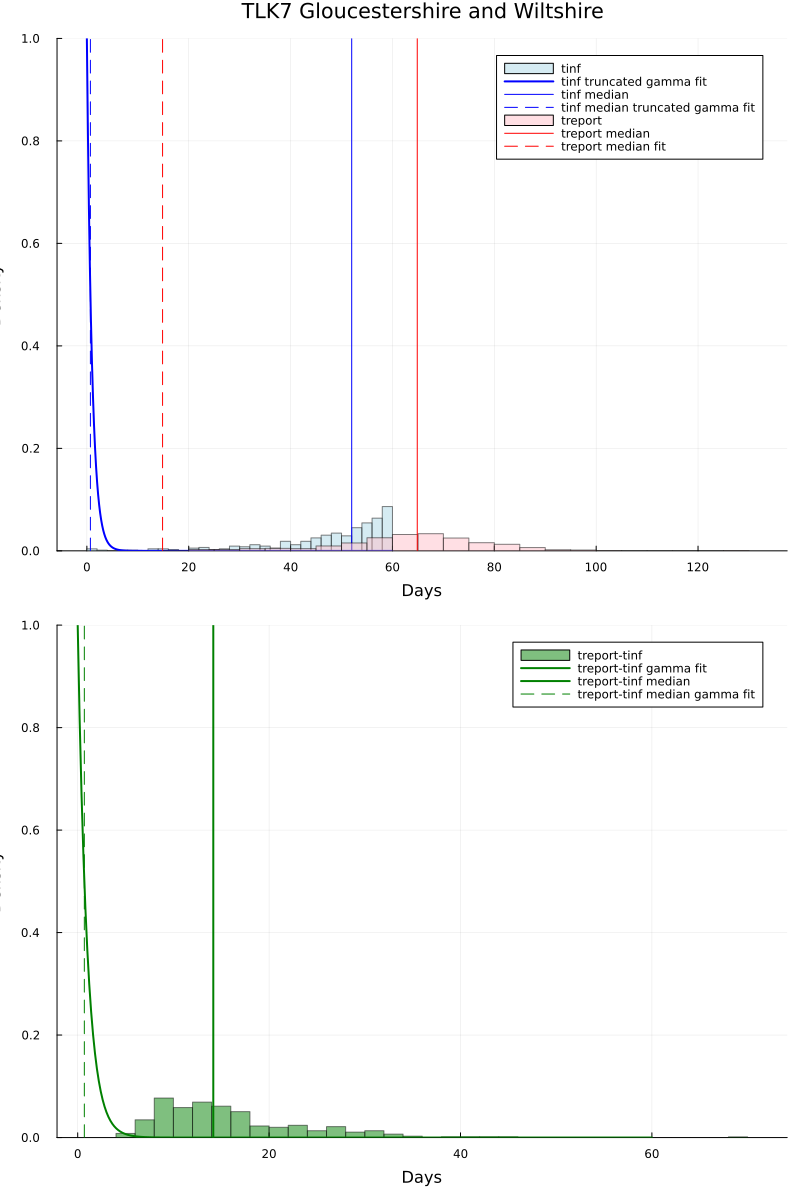 TLK7 Gloucestershire and Wiltshire
1.0
0.8
0.6
0.4
0.2
0.0
tinf
tinf truncated gamma fit
tinf median
tinf median truncated gamma fit
treport
treport median
treport median fit
0 20 40 60 80 100 120
Days
1.0
0.8
0.6
0.4
0.2
0.0
treport-tinf
treport-tinf gamma fit
treport-tinf median
treport-tinf median gamma fit
0 20 40 60
Days